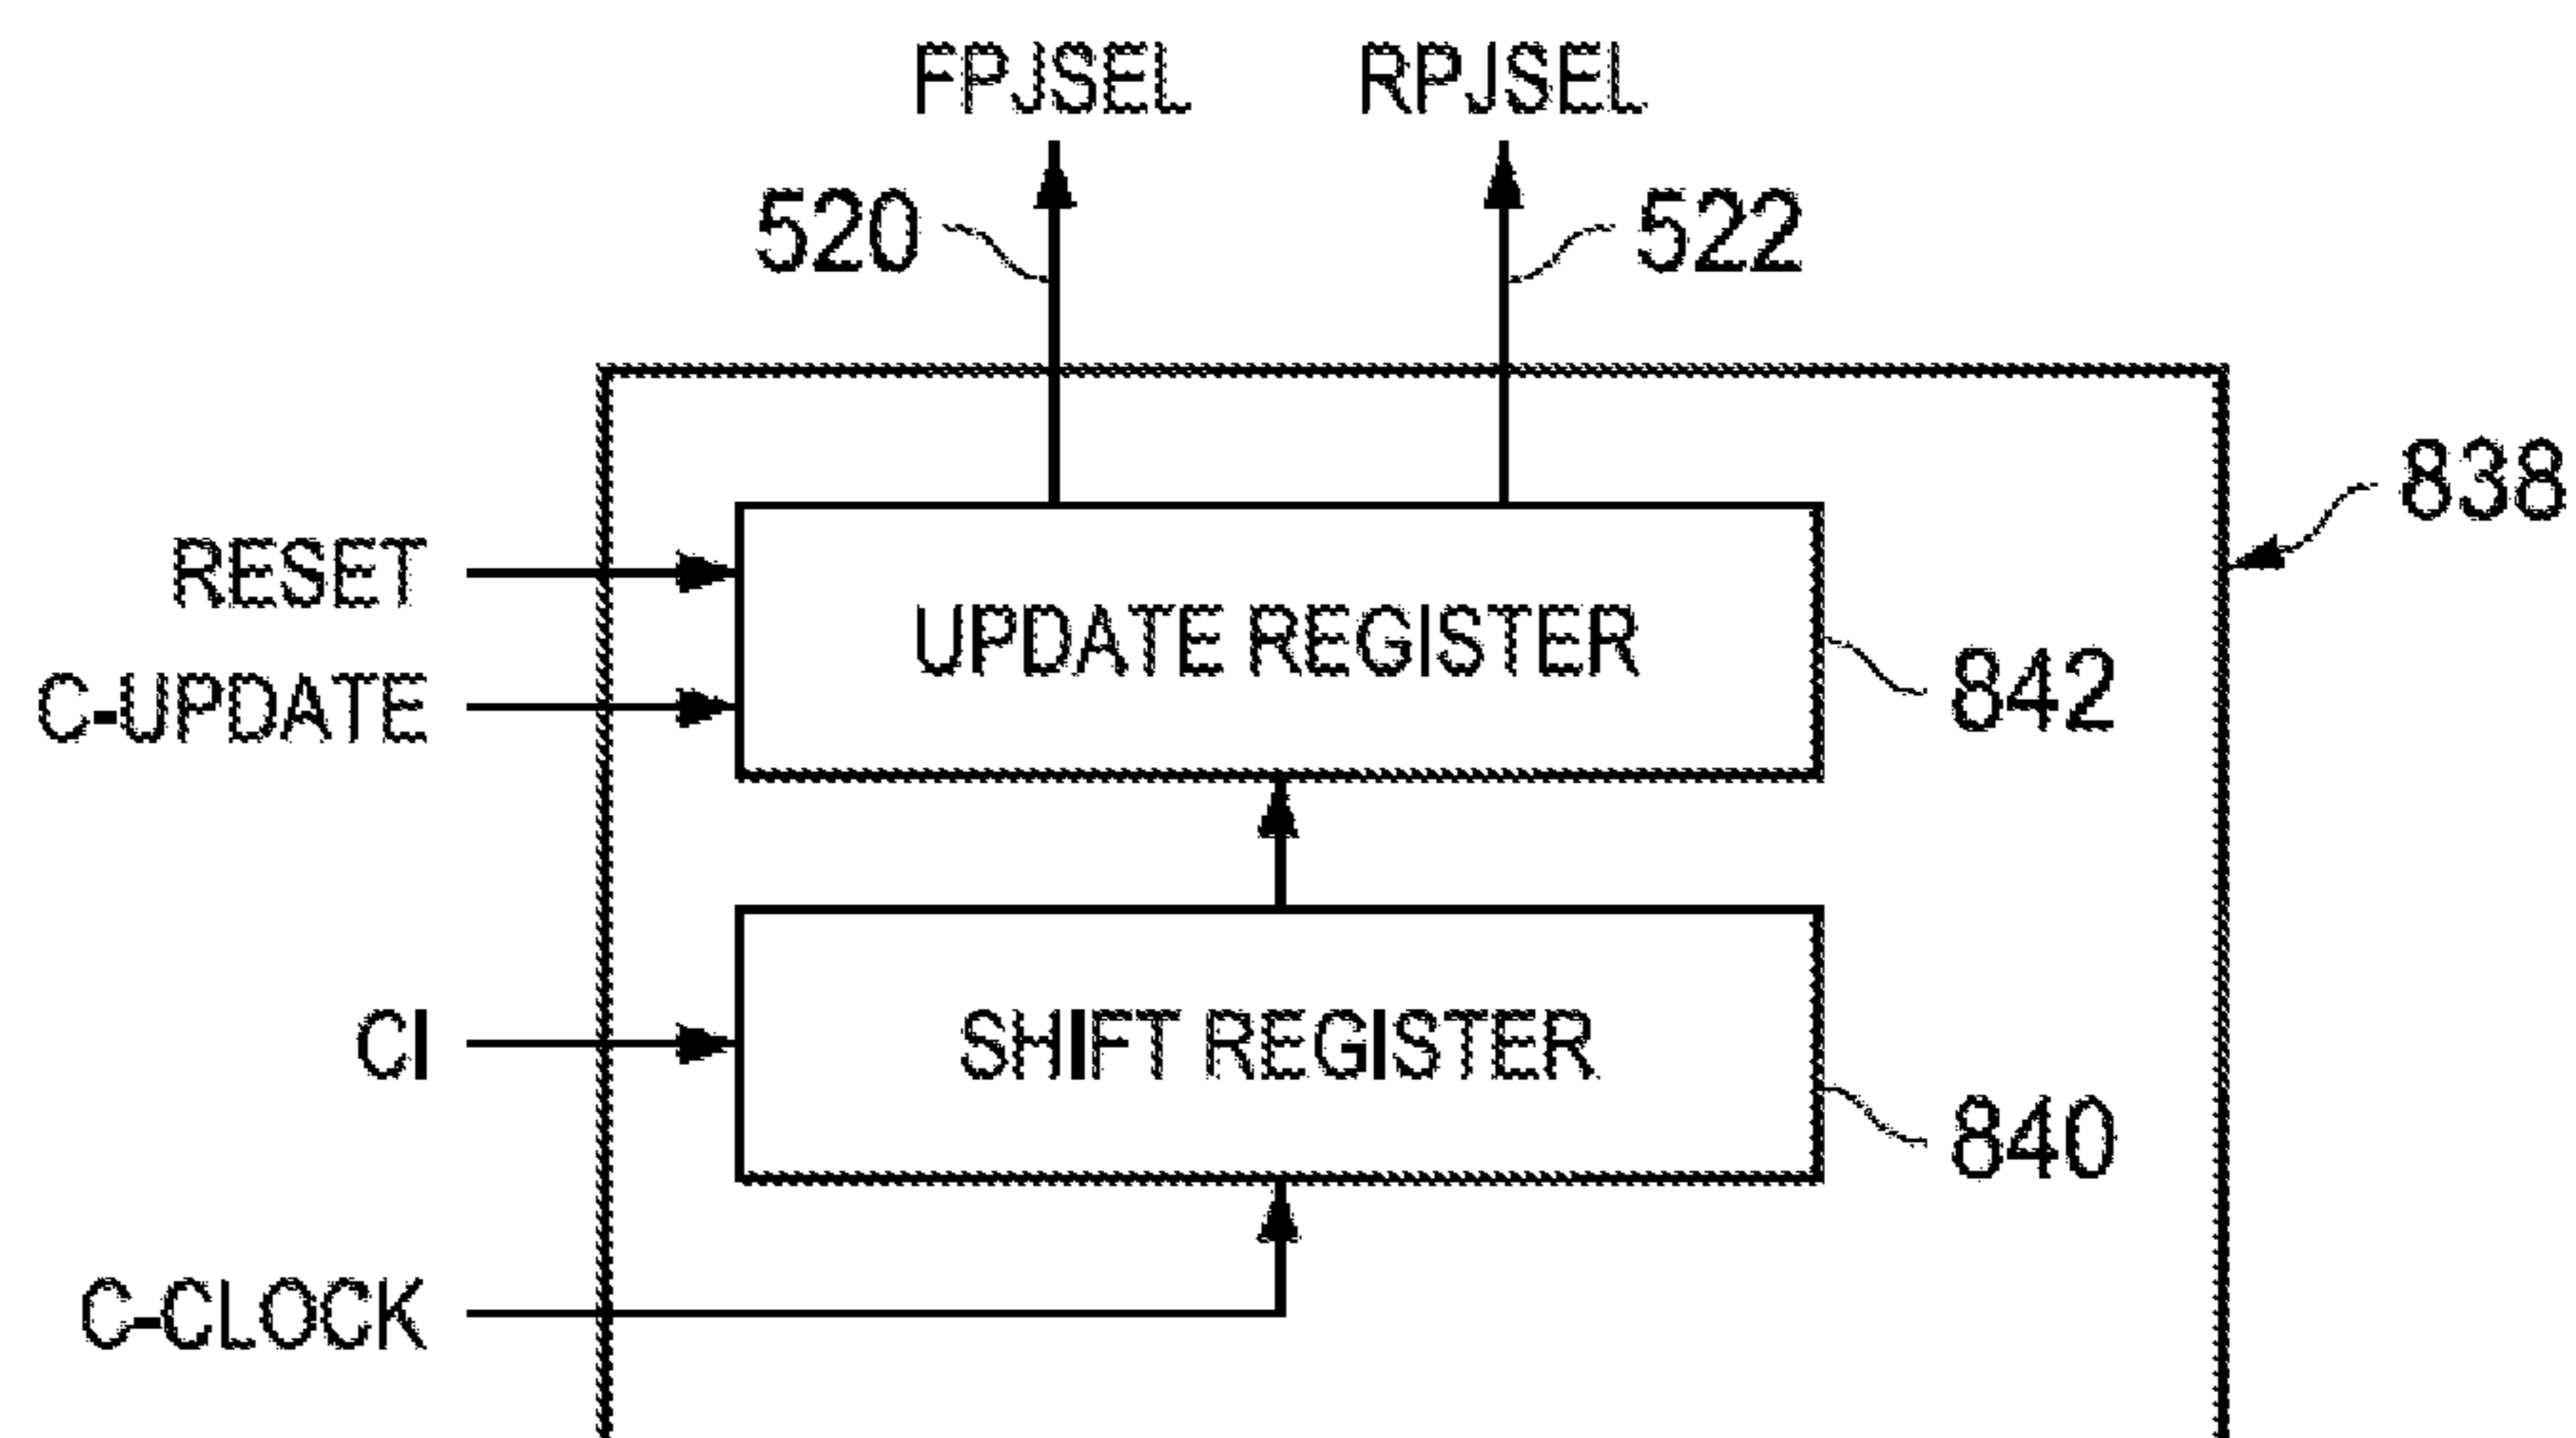 FPJSEL RPJSEL
520 522
838
RESET
UPDATE REGISTER
C-UPDATE
842
CI
SHIFT REGISTER
840
C-CLOCK